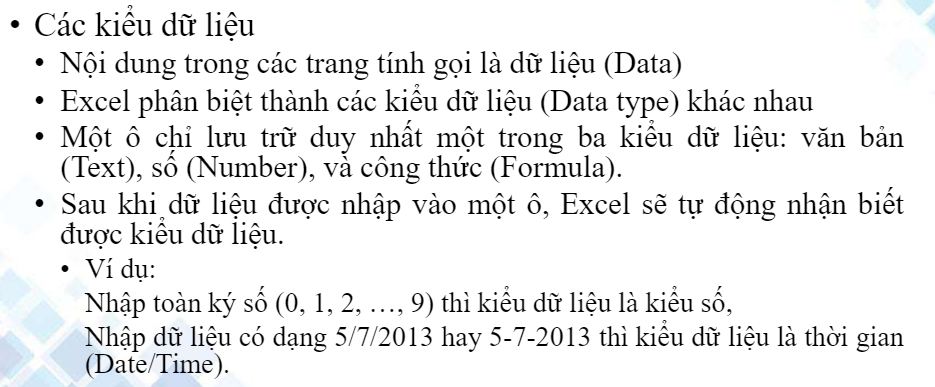 • Các kiểu dữ liệu
• Nội dung trong các trang tính gọi là dữ liệu (Data)
• Excel phân biệt thành các kiểu dữ liệu (Data type) khác nhau
• Một ô chỉ lưu trữ duy nhất một trong ba kiểu dữ liệu: văn bản
(Text), số (Number), và công thức (Formula).
• Sau khi dữ liệu được nhập vào một ô, Excel sẽ tự động nhận biết
được kiểu dữ liệu.
• Ví dụ:
Nhập toàn ký số (0, 1, 2, …, 9) thì kiểu dữ liệu là kiểu số,
Nhập dữ liệu có dạng 5/7/2013 hay 5-7-2013 thì kiểu dữ liệu là thời gian
(Date/Time).